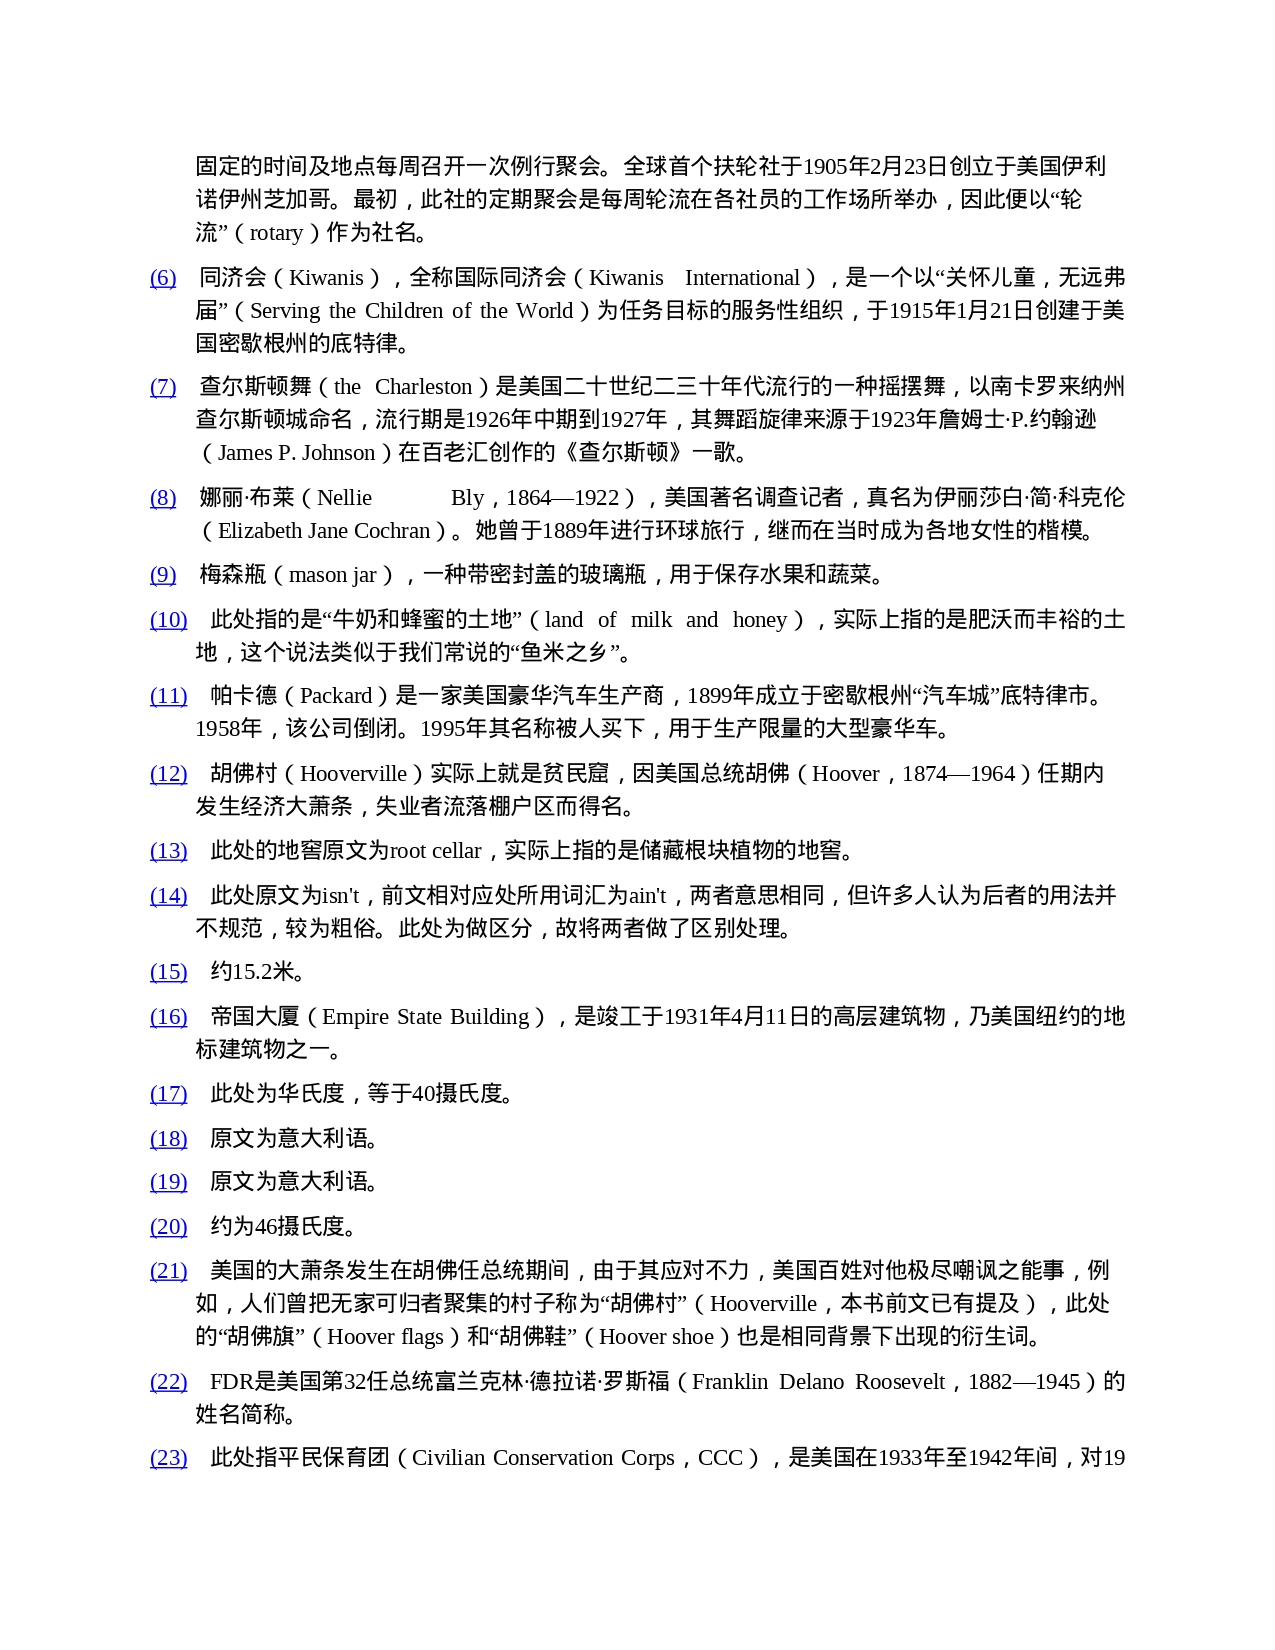 固定的时间及地点每周召开一次例行聚会。全球首个扶轮社于1905年2月23日创立于美国伊利
诺伊州芝加哥。最初，此社的定期聚会是每周轮流在各社员的工作场所举办，因此便以“轮
流”（rotary）作为社名。
(6) 同济会（Kiwanis），全称国际同济会（Kiwanis International），是一个以“关怀儿童，无远弗
届”（Serving the Children of the World）为任务目标的服务性组织，于1915年1月21日创建于美
国密歇根州的底特律。
(7) 查尔斯顿舞（the Charleston）是美国二十世纪二三十年代流行的一种摇摆舞，以南卡罗来纳州
查尔斯顿城命名，流行期是1926年中期到1927年，其舞蹈旋律来源于1923年詹姆士·P.约翰逊
（James P. Johnson）在百老汇创作的《查尔斯顿》一歌。
(8) 娜丽·布莱（Nellie Bly，1864—1922），美国著名调查记者，真名为伊丽莎白·简·科克伦
（Elizabeth Jane Cochran）。她曾于1889年进行环球旅行，继而在当时成为各地女性的楷模。
(9) 梅森瓶（mason jar），一种带密封盖的玻璃瓶，用于保存水果和蔬菜。
(10) 此处指的是“牛奶和蜂蜜的土地”（land of milk and honey），实际上指的是肥沃而丰裕的土
地，这个说法类似于我们常说的“鱼米之乡”。
(11) 帕卡德（Packard）是一家美国豪华汽车生产商，1899年成立于密歇根州“汽车城”底特律市。
1958年，该公司倒闭。1995年其名称被人买下，用于生产限量的大型豪华车。
(12) 胡佛村（Hooverville）实际上就是贫民窟，因美国总统胡佛（Hoover，1874—1964）任期内
发生经济大萧条，失业者流落棚户区而得名。
(13) 此处的地窖原文为root cellar，实际上指的是储藏根块植物的地窖。
(14) 此处原文为isn't，前文相对应处所用词汇为ain't，两者意思相同，但许多人认为后者的用法并
不规范，较为粗俗。此处为做区分，故将两者做了区别处理。
(15) 约15.2米。
(16) 帝国大厦（Empire State Building），是竣工于1931年4月11日的高层建筑物，乃美国纽约的地
标建筑物之一。
(17) 此处为华氏度，等于40摄氏度。
(18) 原文为意大利语。
(19) 原文为意大利语。
(20) 约为46摄氏度。
(21) 美国的大萧条发生在胡佛任总统期间，由于其应对不力，美国百姓对他极尽嘲讽之能事，例
如，人们曾把无家可归者聚集的村子称为“胡佛村”（Hooverville，本书前文已有提及），此处
的“胡佛旗”（Hoover flags）和“胡佛鞋”（Hoover shoe）也是相同背景下出现的衍生词。
(22) FDR是美国第32任总统富兰克林·德拉诺·罗斯福（Franklin Delano Roosevelt，1882—1945）的
姓名简称。
(23) 此处指平民保育团（Civilian Conservation Corps，CCC），是美国在1933年至1942年间，对19